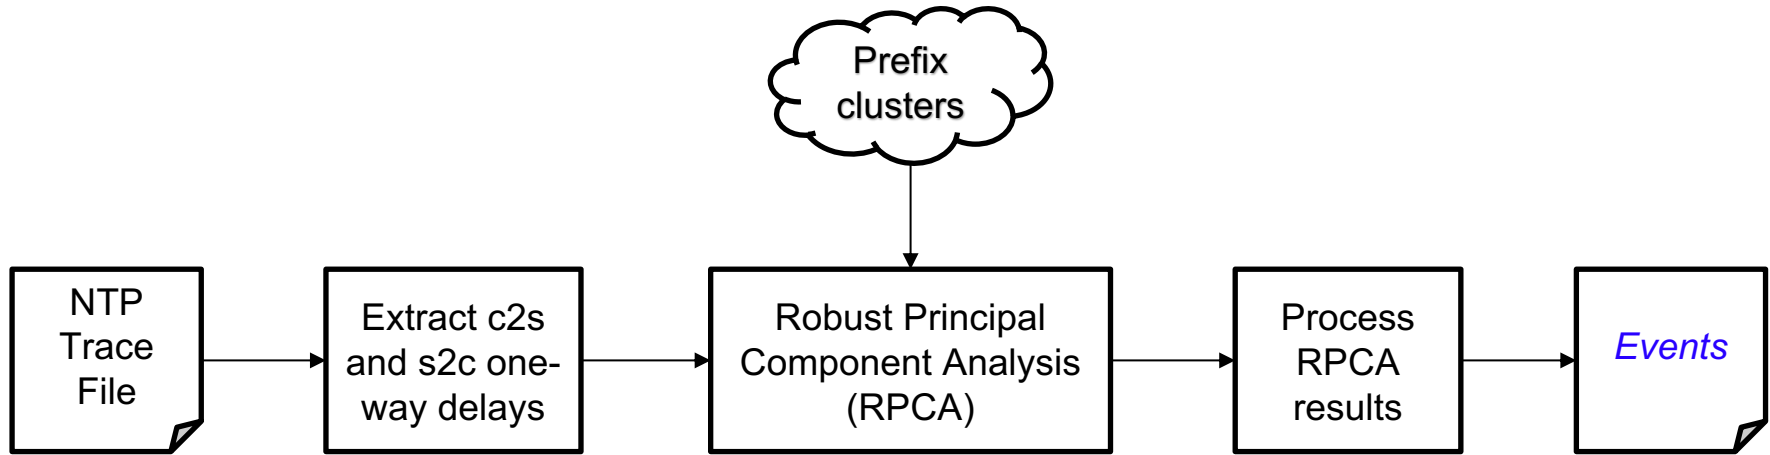 Prefix
clusters
NTP
Trace
File
Extract c2s
and s2c one-
way delays
Robust Principal
Component Analysis
(RPCA)
Process
RPCA
results
Events